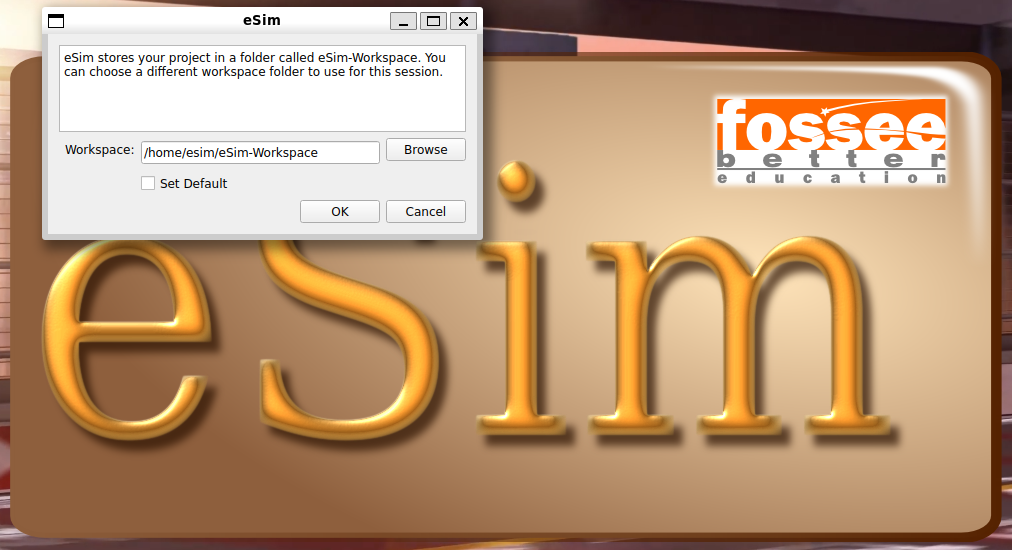 eSim
eSim stores your project in a folder called eSim-Workspace. You
can choose a different workspace folder to use for this session.
Workspace: /home/esim/eSim-Workspace Browse
Set Default
OK Cancel
fossee
better
education
eSim